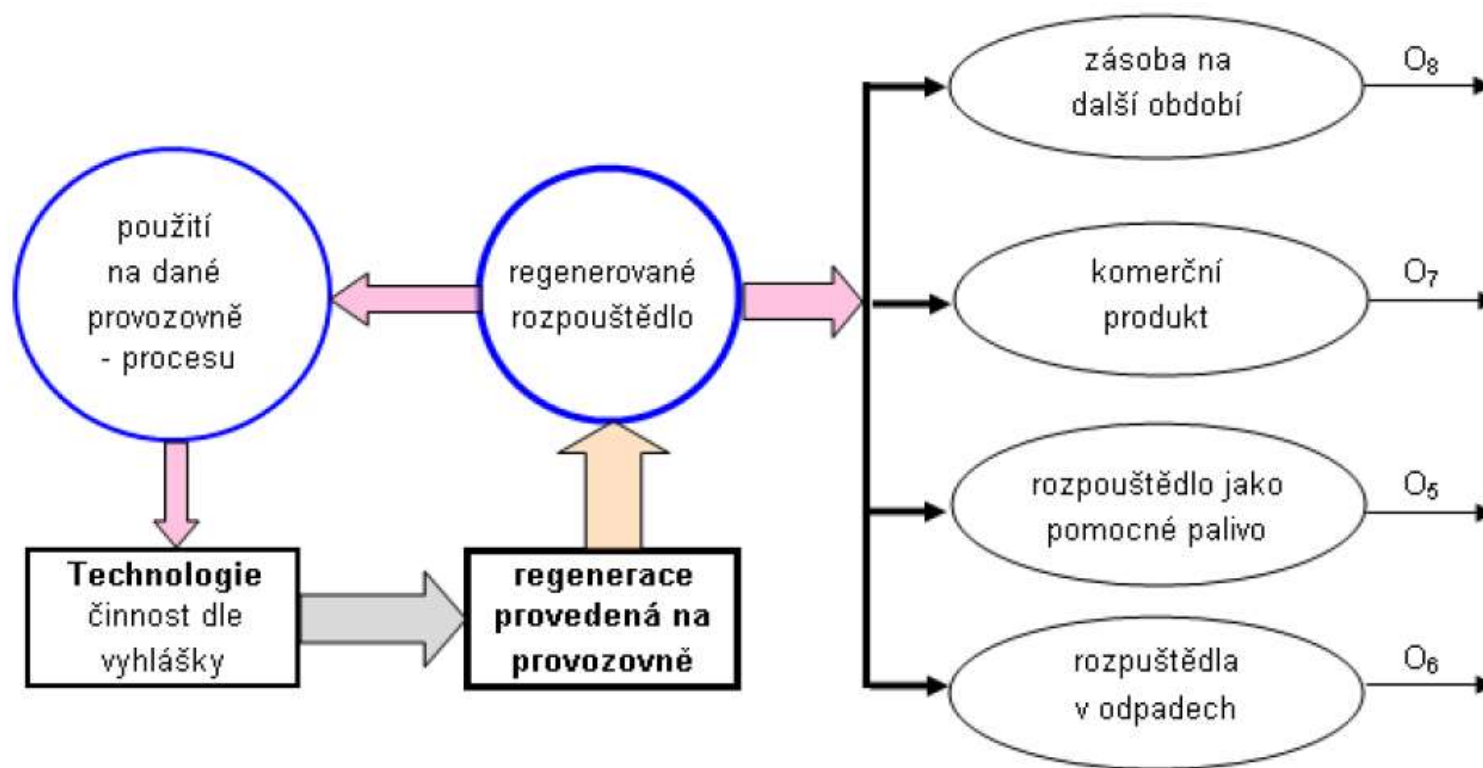 použití
na dané
provozovně
- procesu
regenerované
rozpouštědlo
Technologie
činnost dle
vyhlášky
regenerace
provedená na
provozovně
zásoba na
další období
O₈
komerční
produkt
O₇
rozpouštědlo jako
pomocné palivo
O₅
rozpuštědla
v odpadech
O₆